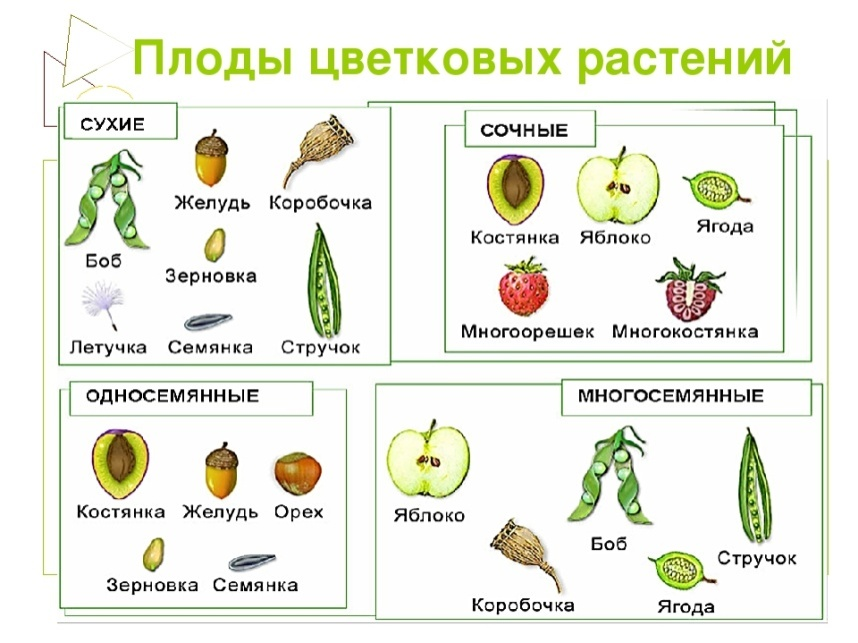 Плоды цветковых растений
СУХИЕ
Желудь Коробочка
Боб
Зерновка
Летучка Семянка Стручок
СОЧНЫЕ
Костянка Яблоко Ягода
Многоорешек Многокостянка
ОДНОСЕМЯННЫЕ
Костянка Желудь Орех
Зерновка Семянка
МНОГОСЕМЯННЫЕ
Яблоко
Боб
Стручок
Коробочка Ягода